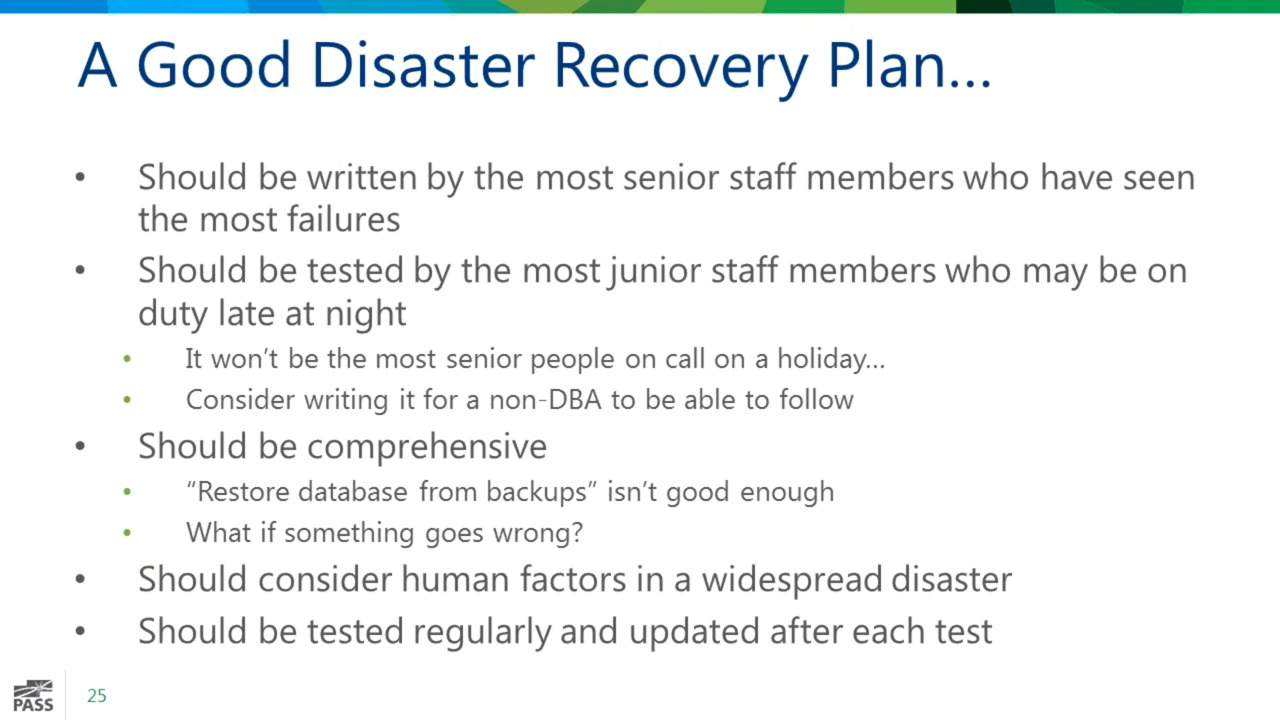 A Good Disaster Recovery Plan…
• Should be written by the most senior staff members who have seen
the most failures
• Should be tested by the most junior staff members who may be on
duty late at night
• It won’t be the most senior people on call on a holiday…
• Consider writing it for a non-DBA to be able to follow
• Should be comprehensive
• “Restore database from backups” isn’t good enough
• What if something goes wrong?
• Should consider human factors in a widespread disaster
• Should be tested regularly and updated after each test
PASS
25